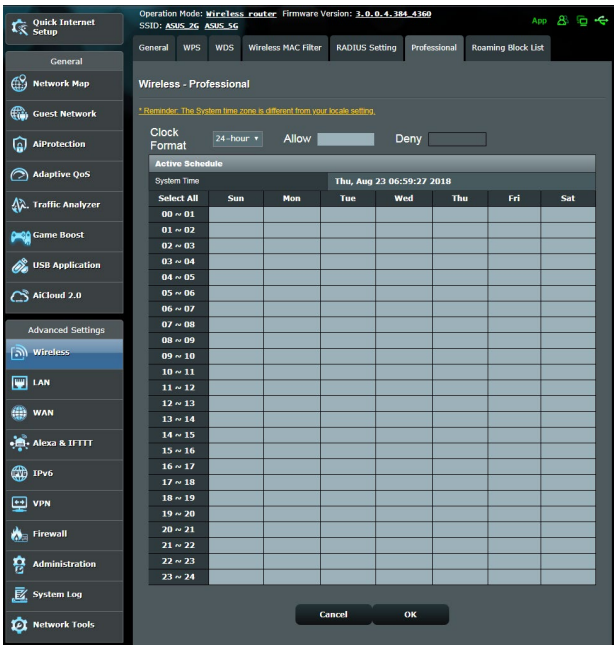 Quick Internet
Setup
General
Network Map
Guest Network
AiProtection
Adaptive QoS
Traffic Analyzer
Game Boost
USB Application
AiCloud 2.0
Advanced Settings
Wireless
LAN
WAN
Alexa & IFTTT
IPv6
VPN
Firewall
Administration
System Log
Network Tools
Operation Mode: Wireless router Firmware Version: 3.0.0.4.384_4360
SSID: ASUS_2G ASUS_5G
App
General WPS WDS Wireless MAC Filter RADIUS Setting Professional Roaming Block List
Wireless - Professional
* Reminder: The System time zone is different from your locale setting.
Clock
Format
24-hour Allow Deny
Active Schedule
System Time Thu, Aug 23 06:59:27 2018
Select All Sun Mon Tue Wed Thu Fri Sat
00 ~ 01
01 ~ 02
02 ~ 03
03 ~ 04
04 ~ 05
05 ~ 06
06 ~ 07
07 ~ 08
08 ~ 09
09 ~ 10
10 ~ 11
11 ~ 12
12 ~ 13
13 ~ 14
14 ~ 15
15 ~ 16
16 ~ 17
17 ~ 18
18 ~ 19
19 ~ 20
20 ~ 21
21 ~ 22
22 ~ 23
23 ~ 24
Cancel OK